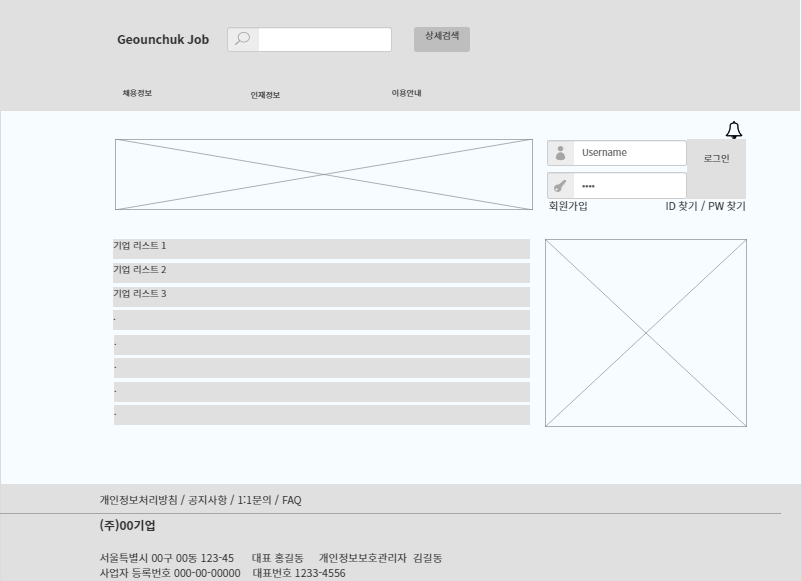 Geounchuk Job
상세검색
채용정보 인재정보 이용안내
Username
로그인
••••
회원가입 ID 찾기 / PW 찾기
기업 리스트 1
기업 리스트 2
기업 리스트 3
.
.
.
.
.
개인정보처리방침 / 공지사항 / 1:1문의 / FAQ
(주)00기업
서울특별시 00구 00동 123-45 대표 홍길동 개인정보보호관리자 김길동
사업자 등록번호 000-00-00000 대표번호 1233-4556